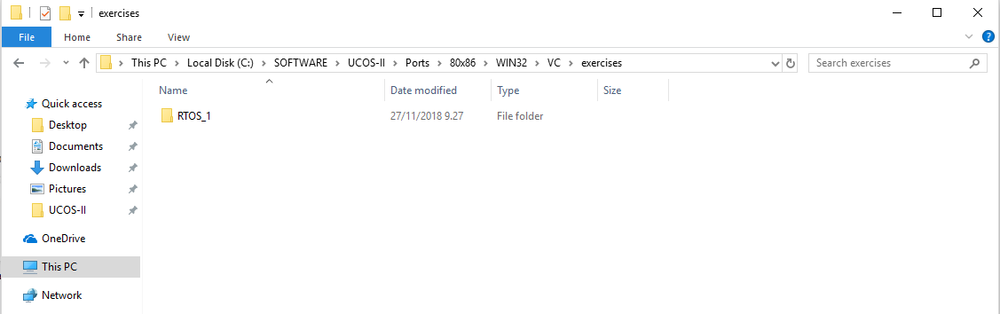 exercises
File Home Share View
This PC Local Disk (C:) SOFTWARE UCOS-II Ports 80x86 WIN32 VC exercises Search exercises
Name Date modified Type Size
Quick access
RTOS_1 27/11/2018 9.27 File folder
Desktop
Documents
Downloads
Pictures
UCOS-II
OneDrive
This PC
Network